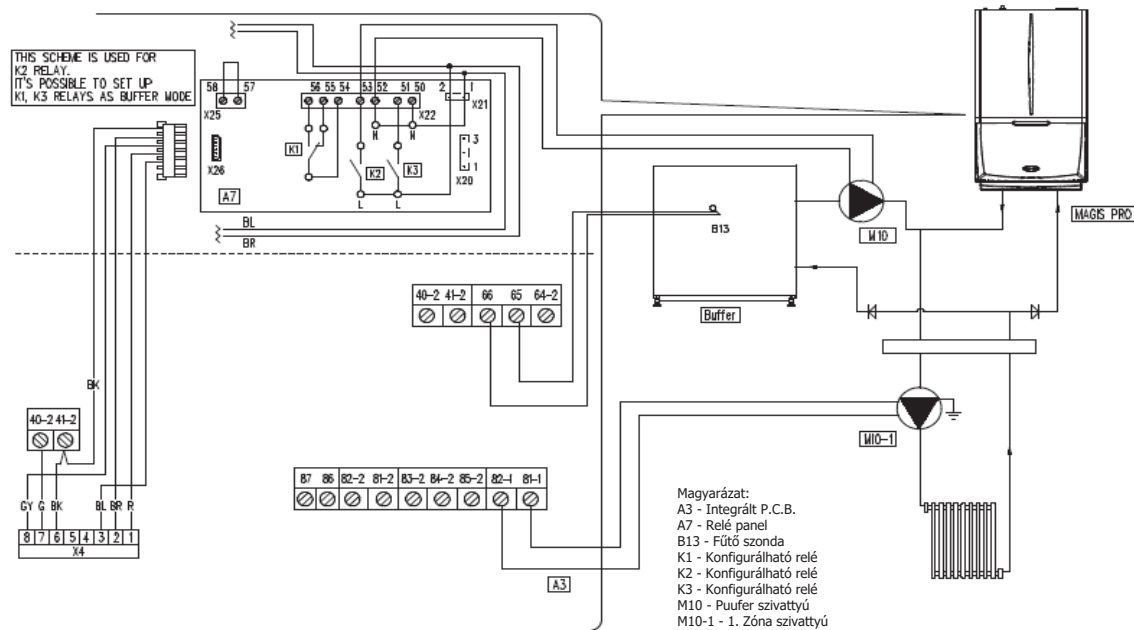 THIS SCHEME IS USED FOR
K2 RELAY.
IT'S POSSIBLE TO SET UP
K1, K3 RELAYS AS BUFFER MODE
58 57
X25
X26
A7
56 55 54 53 52 51 50
X22
2 1
X21
N N
K1
K2
K3
L L
3
1
X20
BL
BR
B13
Buffer
M10
MAGIS PRO
40-2 41-2 66 65 64-2
BK
40-2 41-2
GY G BK BL BR R
8 7 6 5 4 3 2 1
X4
87 86 82-2 81-2 83-2 84-2 85-2 82-1 81-1
A3
M10-1
Magyarázat:
A3 - Integrált P.C.B.
A7 - Relé panel
B13 - Fűtő szonda
K1 - Konfigurálható relé
K2 - Konfigurálható relé
K3 - Konfigurálható relé
M10 - Puufer szivattyú
M10-1 - 1. Zóna szivattyú